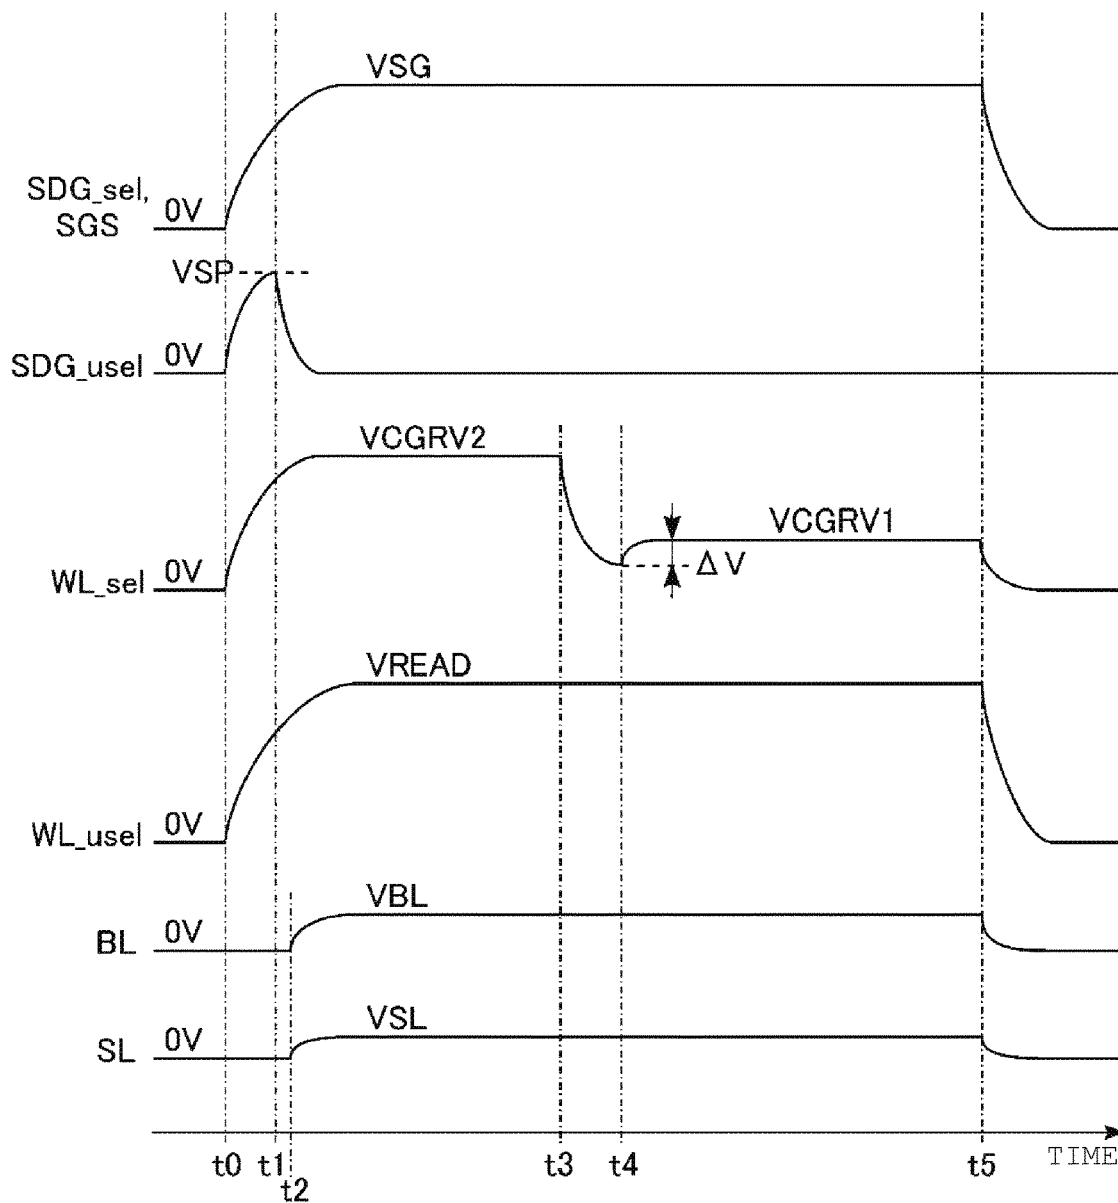 VSG
SDG_sel,
SGS 0V
VSP
SDG_usel 0V
VCGRV2
VCGRV1
ΔV
WL_sel 0V
VREAD
WL_usel 0V
VBL
BL 0V
VSL
SL 0V
t0 t1 t2 t3 t4 t5 TIME